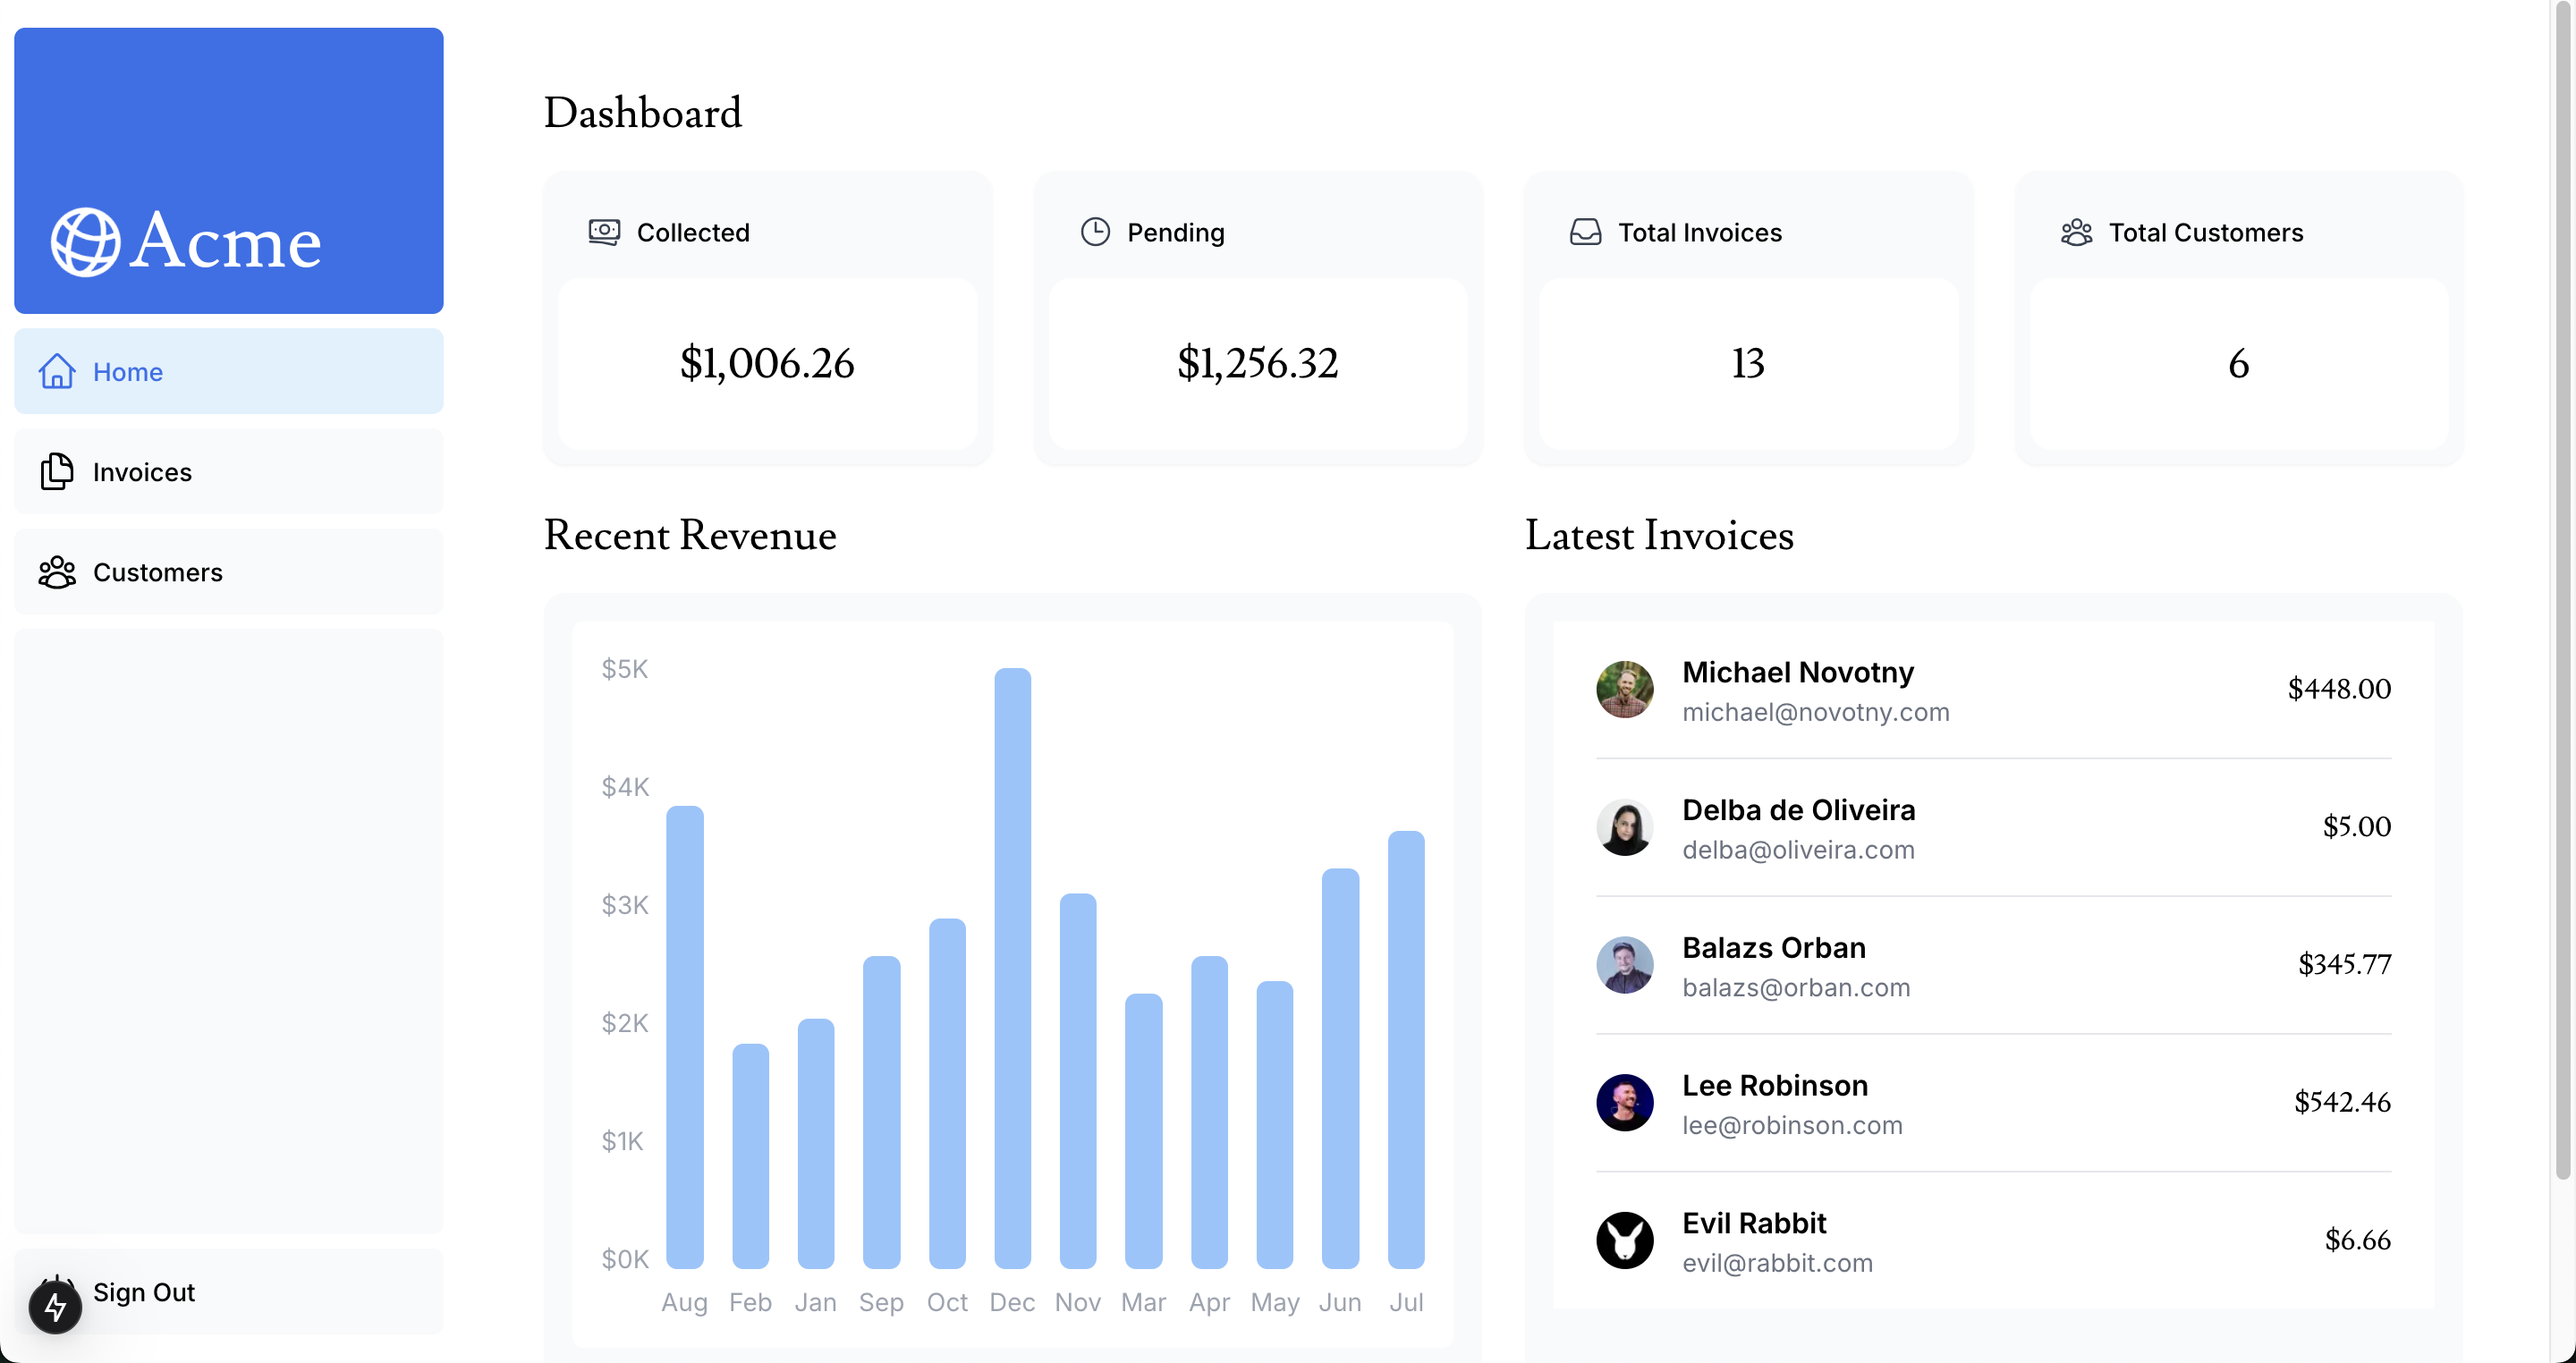 Acme
Home
Invoices
Customers
Sign Out
Dashboard
Collected
$1,006.26
Pending
$1,256.32
Total Invoices
13
Total Customers
6
Recent Revenue
$5K
$4K
$3K
$2K
$1K
$0K
Aug Feb Jan Sep Oct Dec Nov Mar Apr May Jun Jul
Latest Invoices
Michael Novotny
michael@novotny.com
$448.00
Delba de Oliveira
delba@oliveira.com
$5.00
Balazs Orban
balazs@orban.com
$345.77
Lee Robinson
lee@robinson.com
$542.46
Evil Rabbit
evil@rabbit.com
$6.66